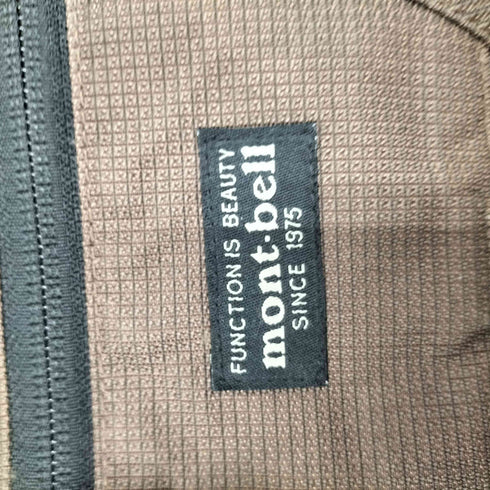 FUNCTION IS BEAUTY
mont·bell
SINCE 1975